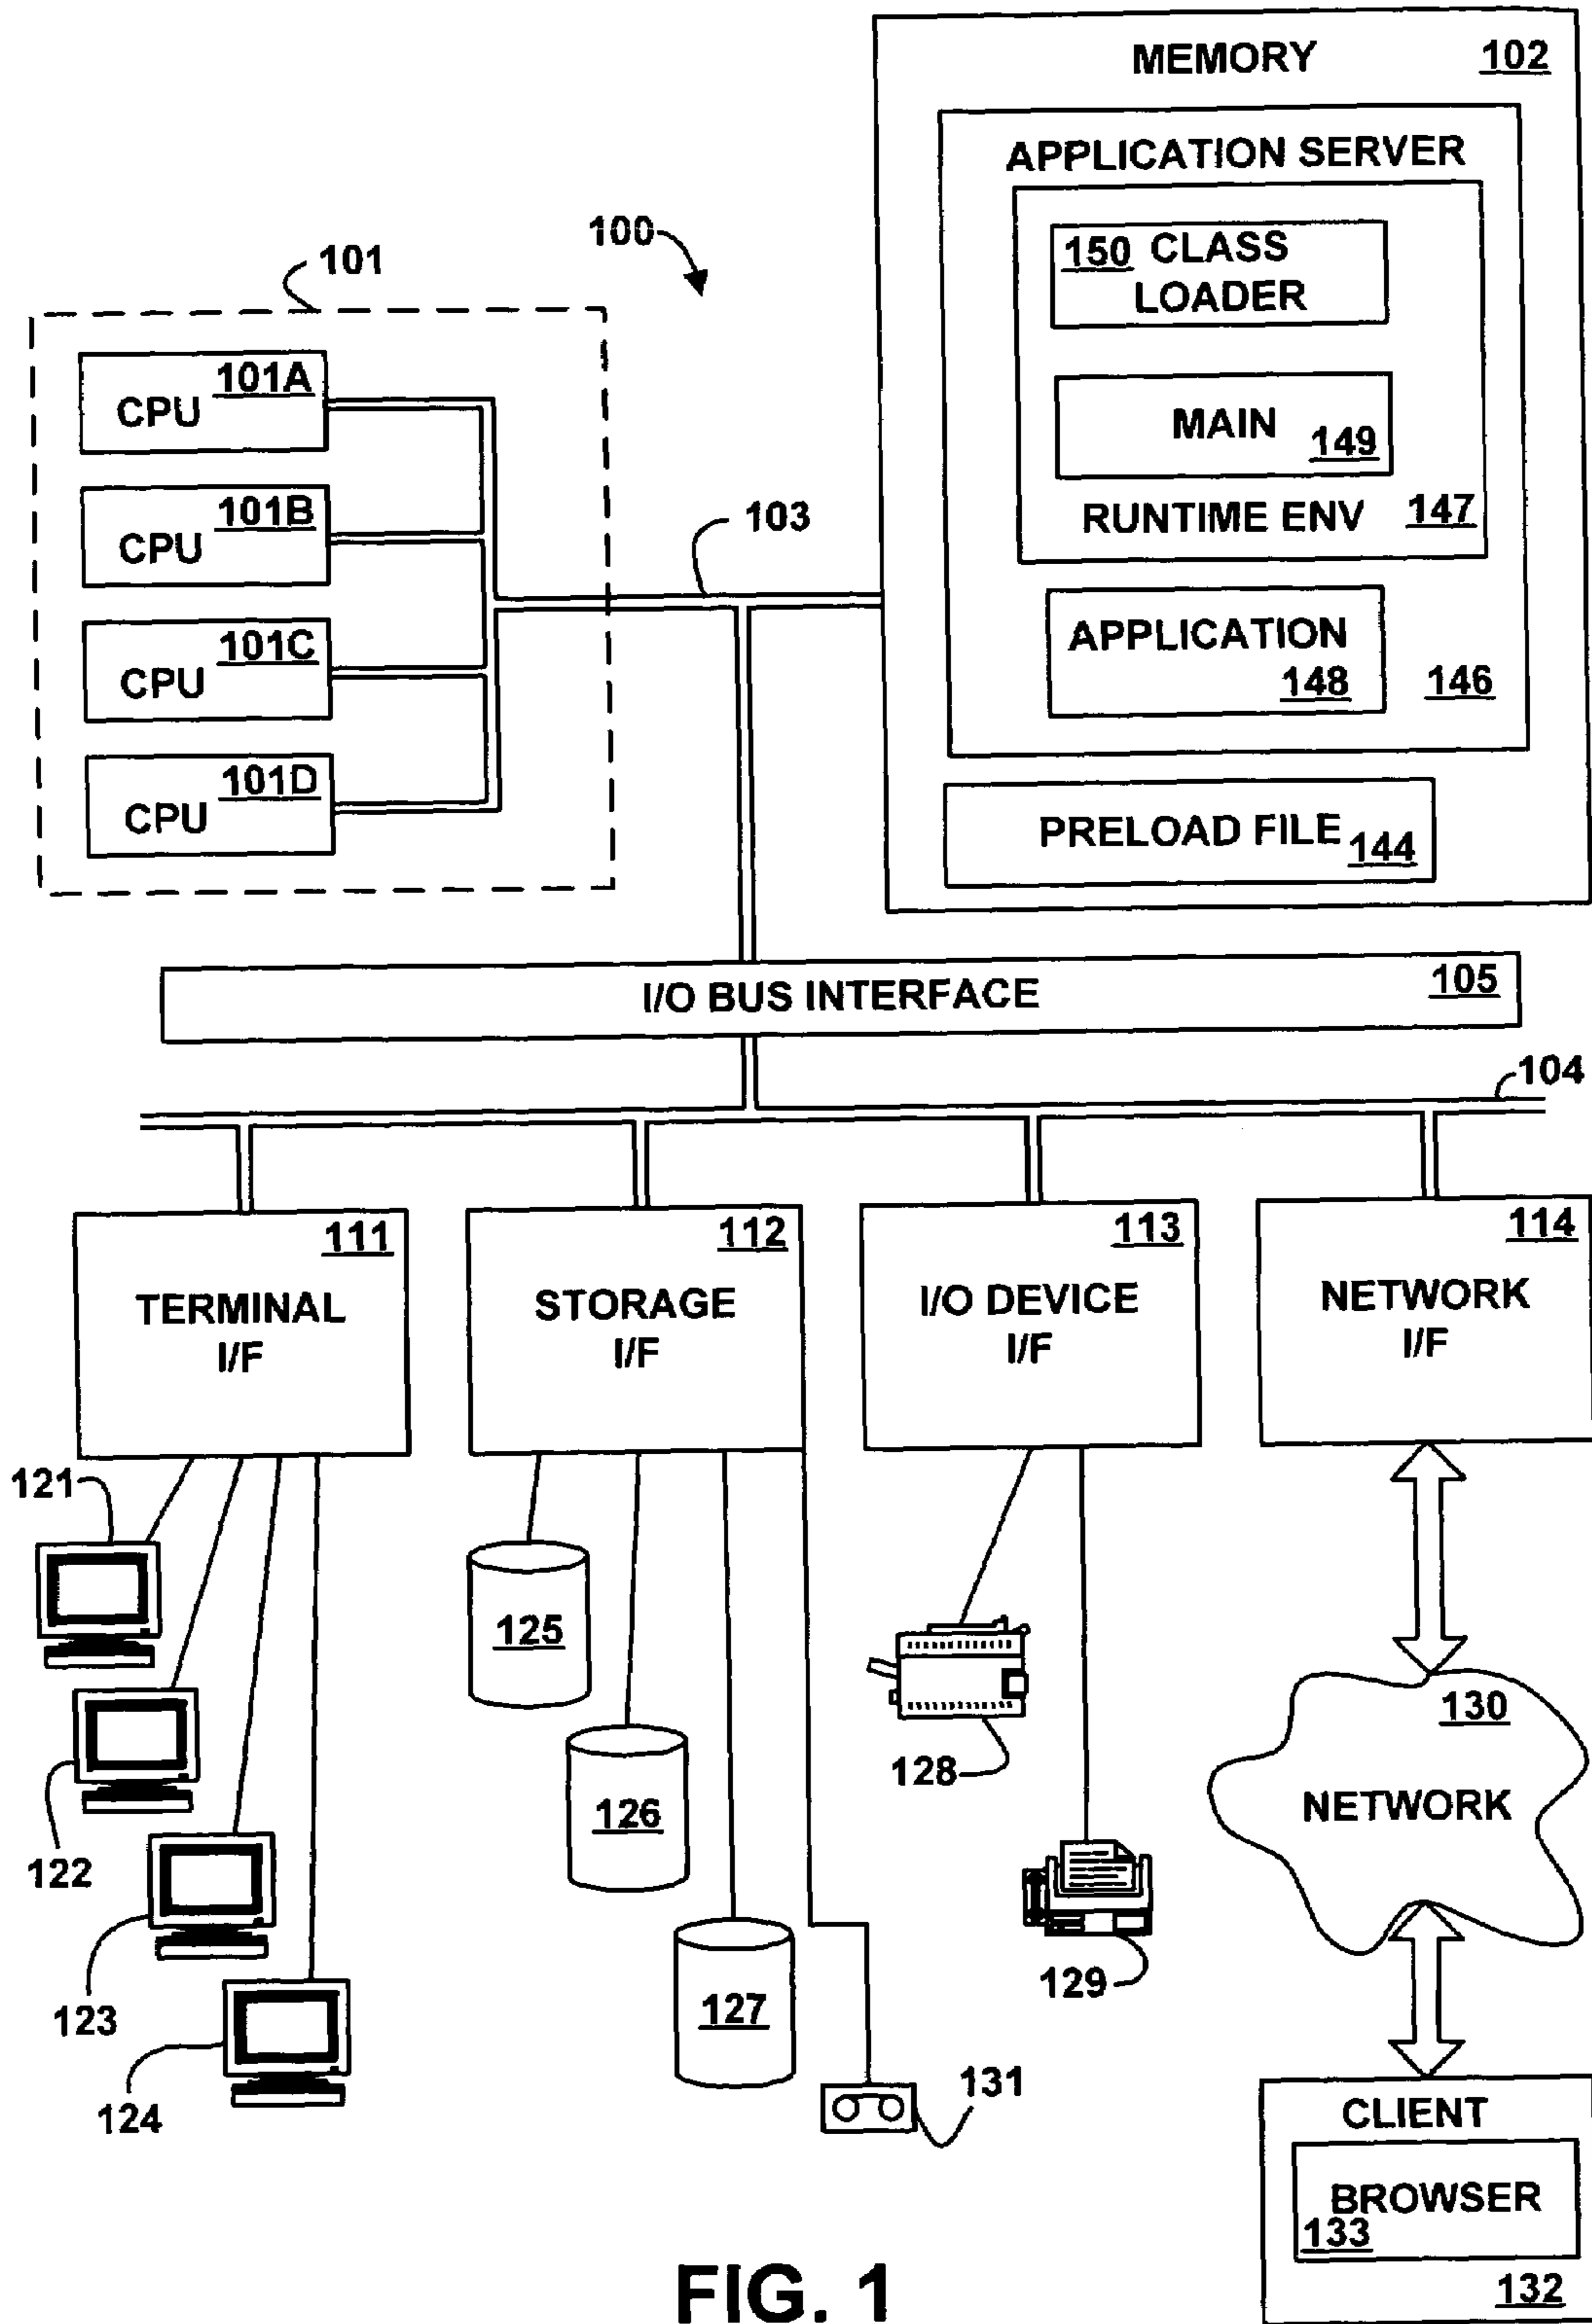 MEMORY 102
APPLICATION SERVER
150 CLASS
LOADER
MAIN 149
RUNTIME ENV 147
APPLICATION
148
146
PRELOAD FILE 144
100
101
CPU 101A
CPU 101B
CPU 101C
CPU 101D
103
I/O BUS INTERFACE 105
104
111
TERMINAL
I/F
112
STORAGE
I/F
113
I/O DEVICE
I/F
114
NETWORK
I/F
121
122
123
124
125
126
127
131
128
129
130
NETWORK
CLIENT
BROWSER
133
132
FIG. 1